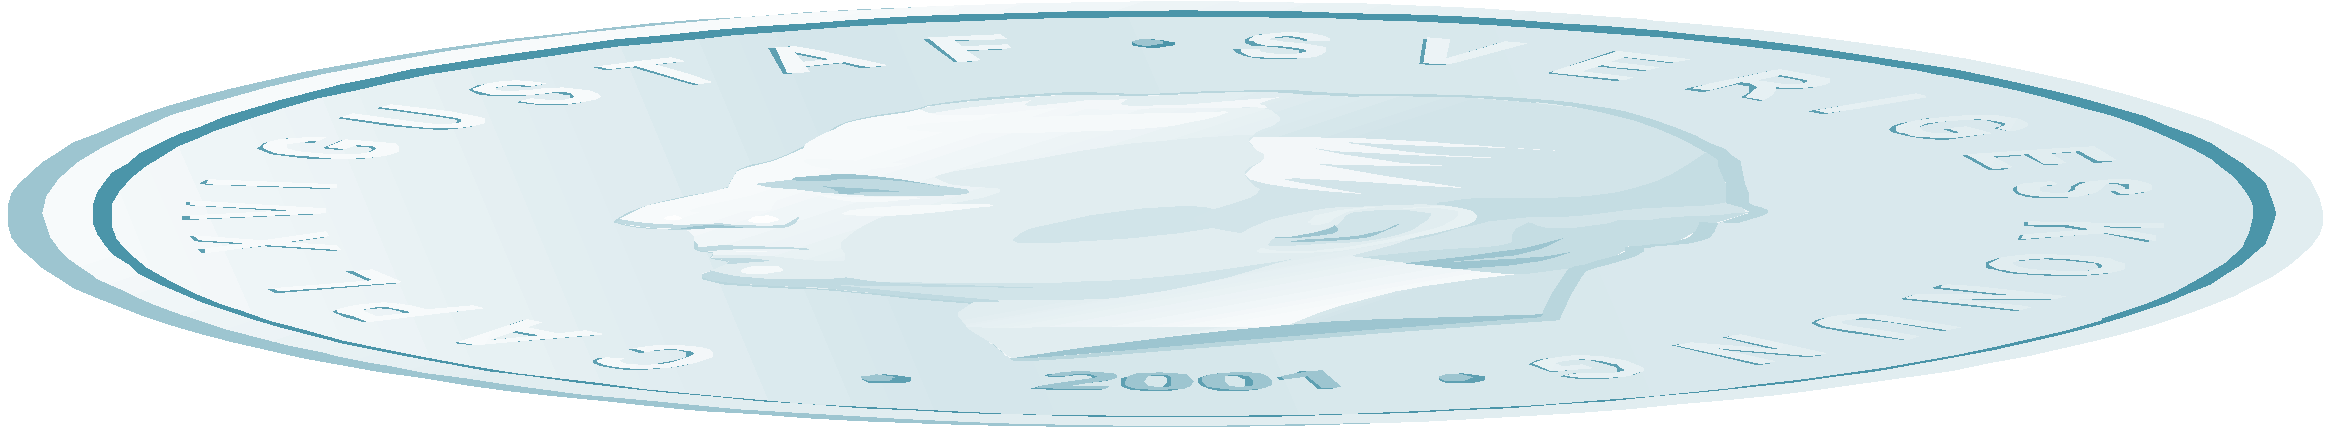 CARL XVI GUSTAF • SVERIGES KONUNG
• 2001 •